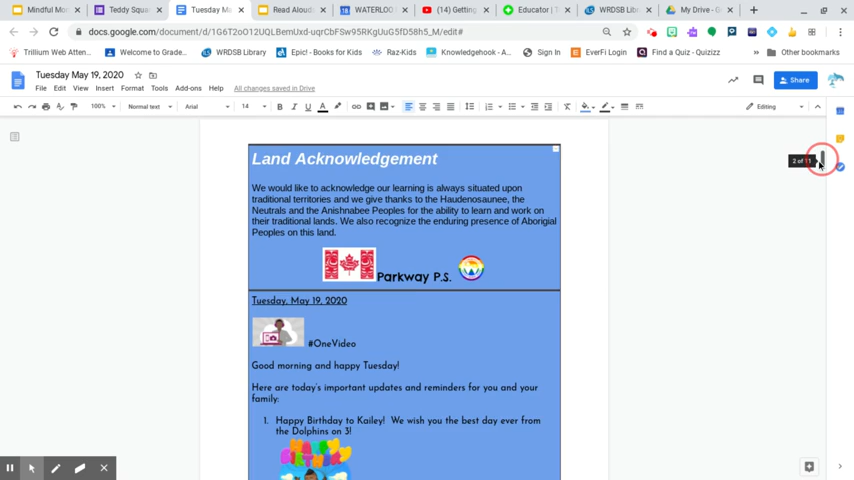 Mindful Mor
Teddy Squa
Tuesday Ma
Read Alouds
WATERLOO
(14) Getting
Educator | T
WRDSB Libr
My Drive - G
docs.google.com/document/d/1G6T2oO12UQLBemUxd-uqrCbFSw95RKgUuG5fD58h5_M/edit#
Trillium Web Atten...
Welcome to Grade...
WRDSB Library
Epic! - Books for Kids
Raz-Kids
Knowledgehook - A...
Sign In
EverFi Login
Find a Quiz - Quizizz
Other bookmarks
Tuesday May 19, 2020
File Edit View Insert Format Tools Add-ons Help All changes saved in Drive
Share
100% Normal text Arial 14 B I U A Editing
2 of 11
Land Acknowledgement
We would like to acknowledge our learning is always situated upon
traditional territories and we give thanks to the Haudenosaunee, the
Neutrals and the Anishnabee Peoples for the ability to learn and work on
their traditional lands. We also recognize the enduring presence of Aborigial
Peoples on this land.
Parkway P.S.
Tuesday, May 19, 2020
#OneVideo
Good morning and happy Tuesday!
Here are today's important updates and reminders for you and your
family:
1. Happy Birthday to Kailey! We wish you the best day ever from
the Dolphins on 3!
HAPPY
BIRTHDAY